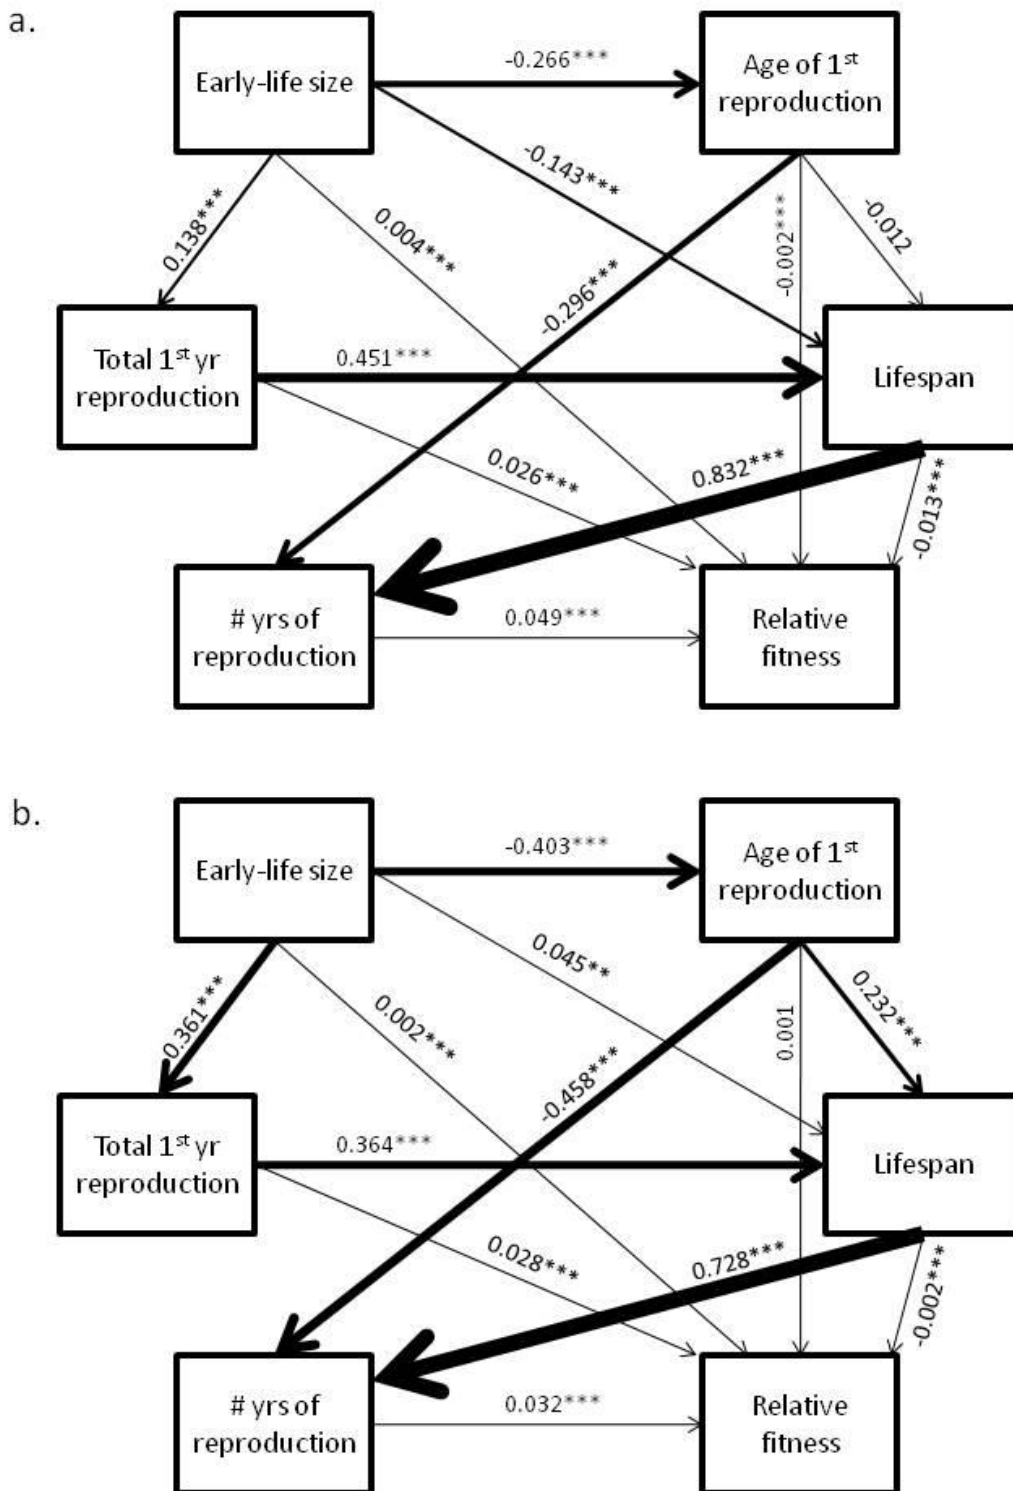 a.
Early-life size
-0.266***
Age of 1st
reproduction
-0.143***
0.138***
0.004***
-0.002***
-0.012
-0.296***
Total 1st yr
reproduction
0.451***
Lifespan
0.026***
0.832***
-0.013***
# yrs of
reproduction
0.049***
Relative
fitness
b.
Early-life size
-0.403***
Age of 1st
reproduction
0.045**
0.361***
0.002***
0.001
0.232***
-0.458***
Total 1st yr
reproduction
0.364***
Lifespan
0.028***
0.728***
-0.002***
# yrs of
reproduction
0.032***
Relative
fitness